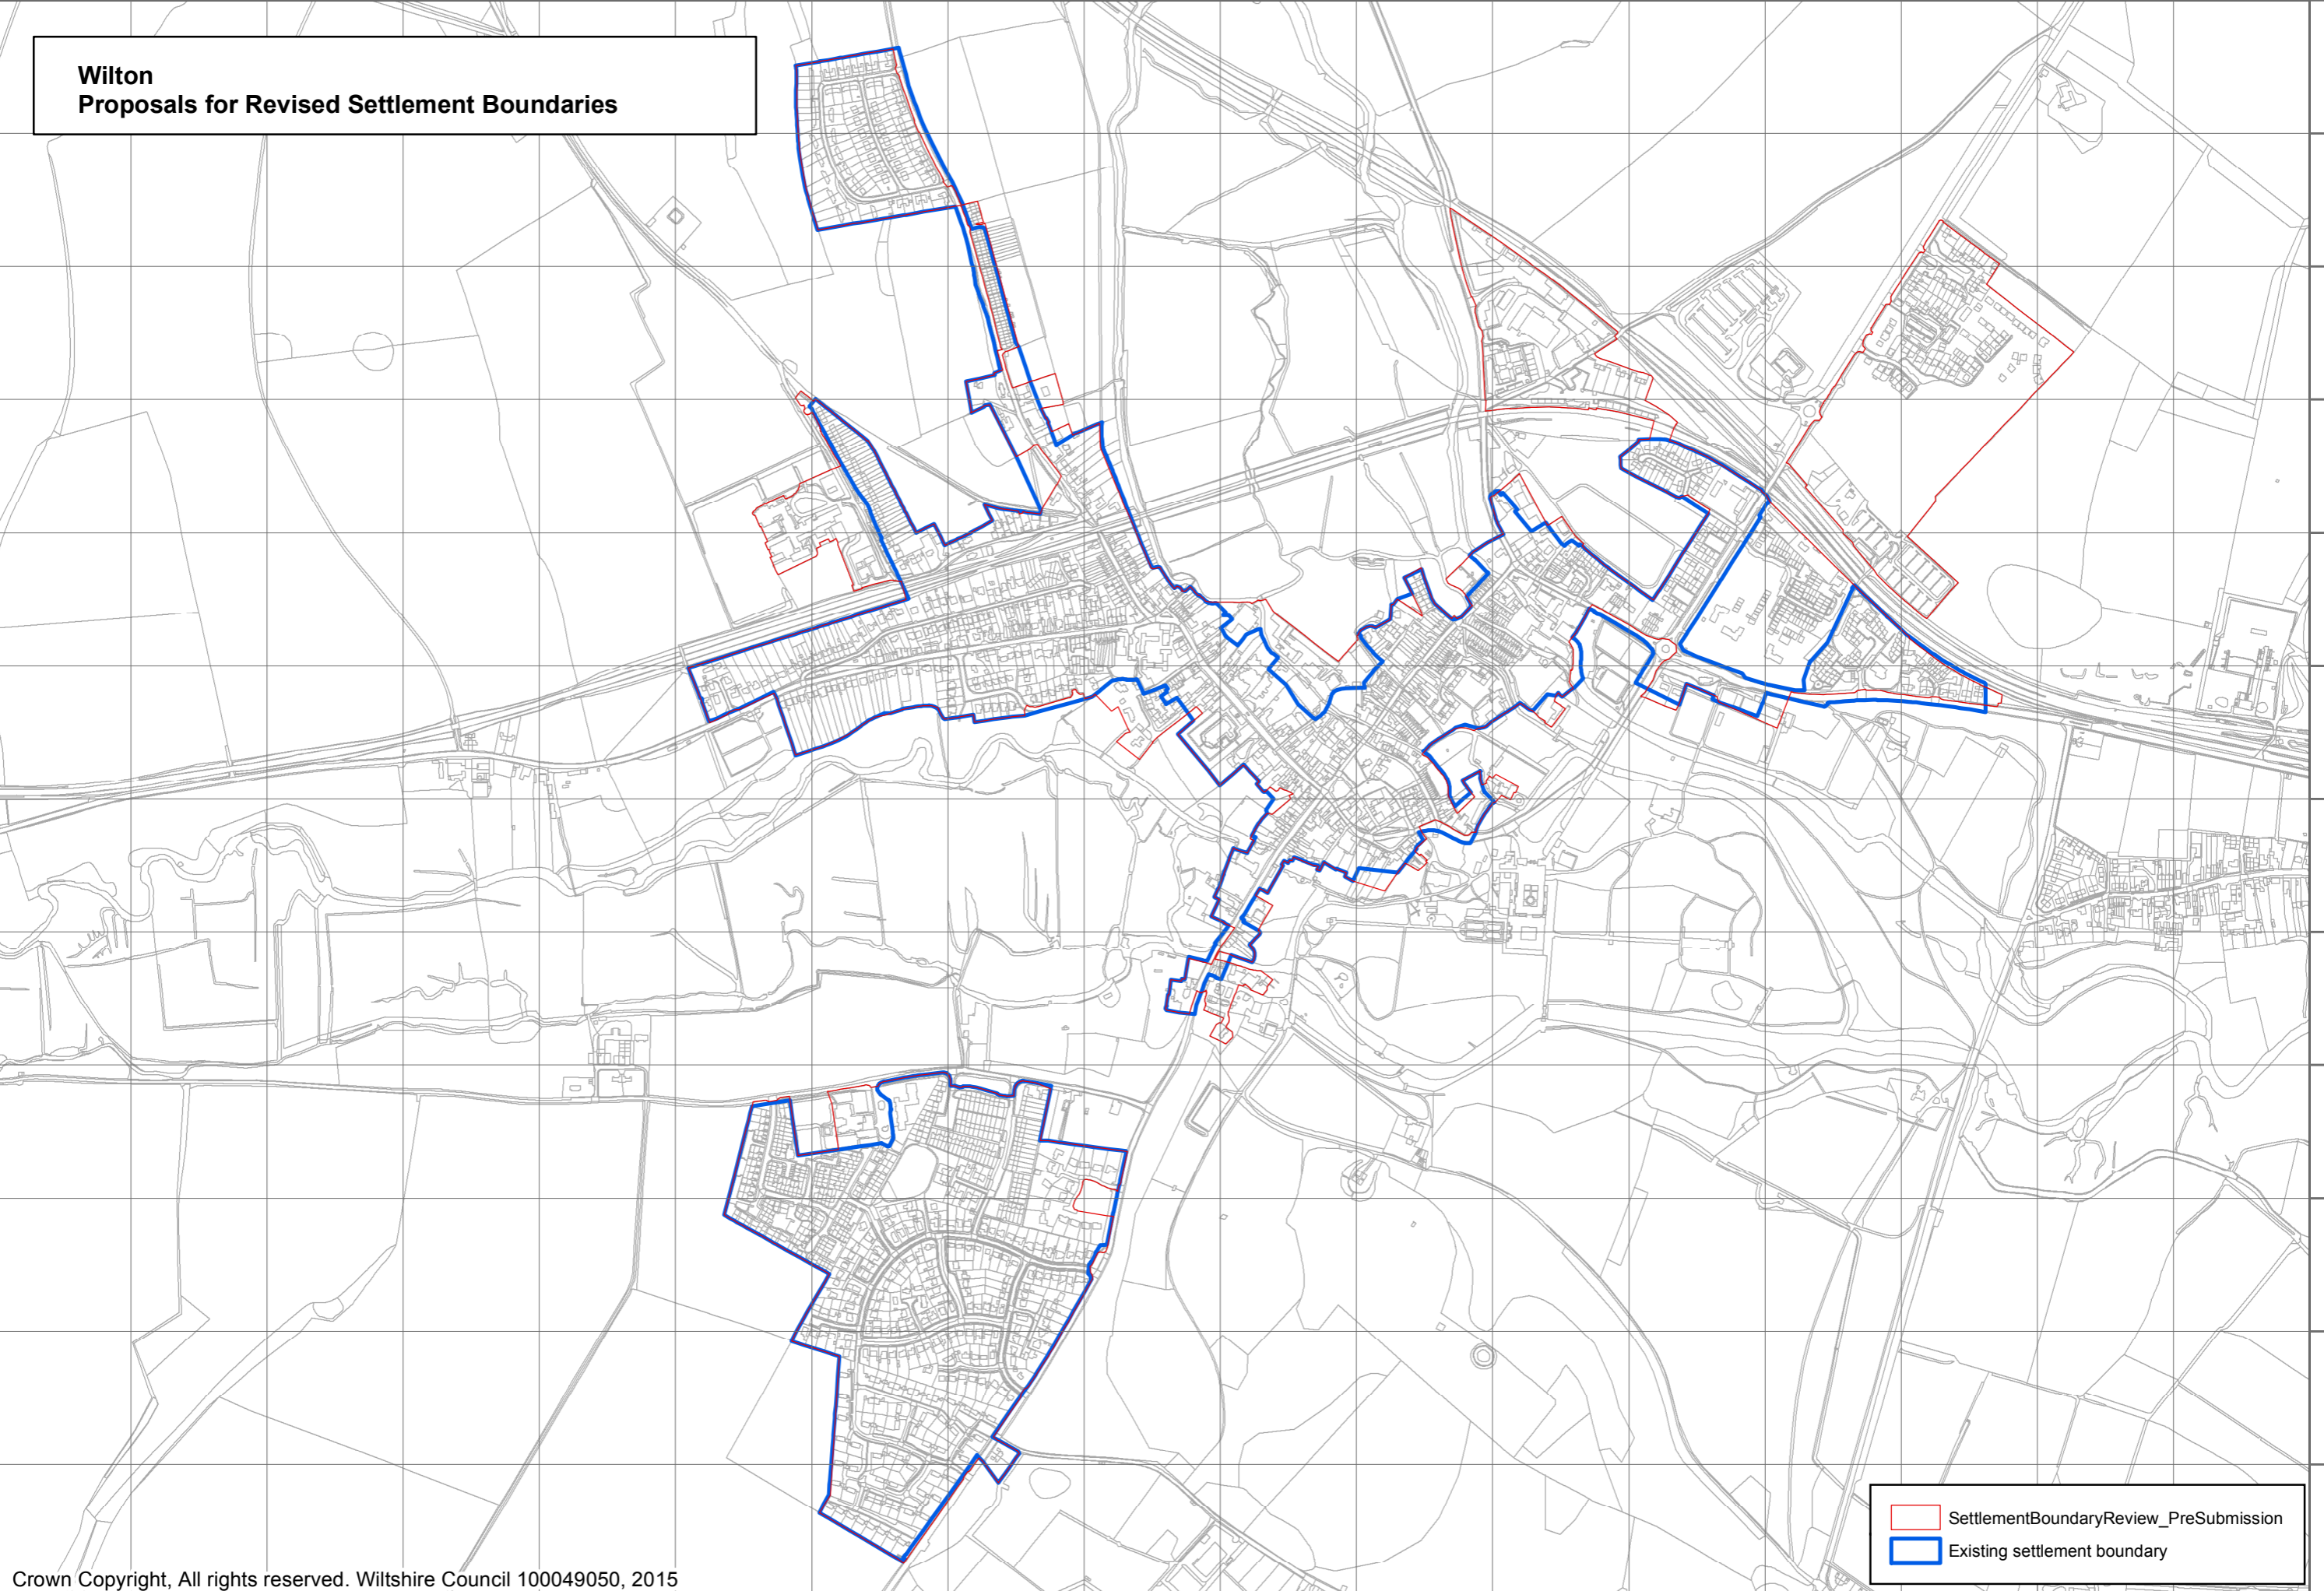 Wilton
Proposals for Revised Settlement Boundaries
SettlementBoundaryReview_PreSubmission
Existing settlement boundary
Crown Copyright, All rights reserved. Wiltshire Council 100049050, 2015